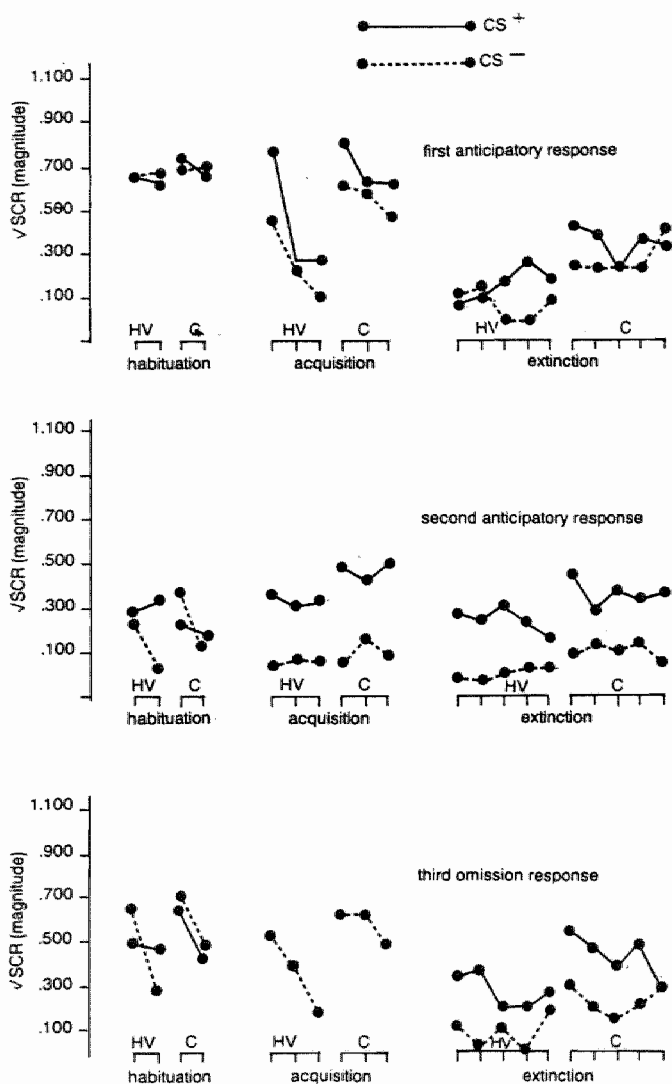 CS +
CS −
1.100
.900
.700
.500
.300
.100
√SCR (magnitude)
first anticipatory response
HV C HV C HV C
habituation acquisition extinction
1.100
.900
.700
.500
.300
.100
√SCR (magnitude)
second anticipatory response
HV C HV C HV C
habituation acquisition extinction
1.100
.900
.700
.500
.300
.100
√SCR (magnitude)
third omission response
HV C HV C HV C
habituation acquisition extinction